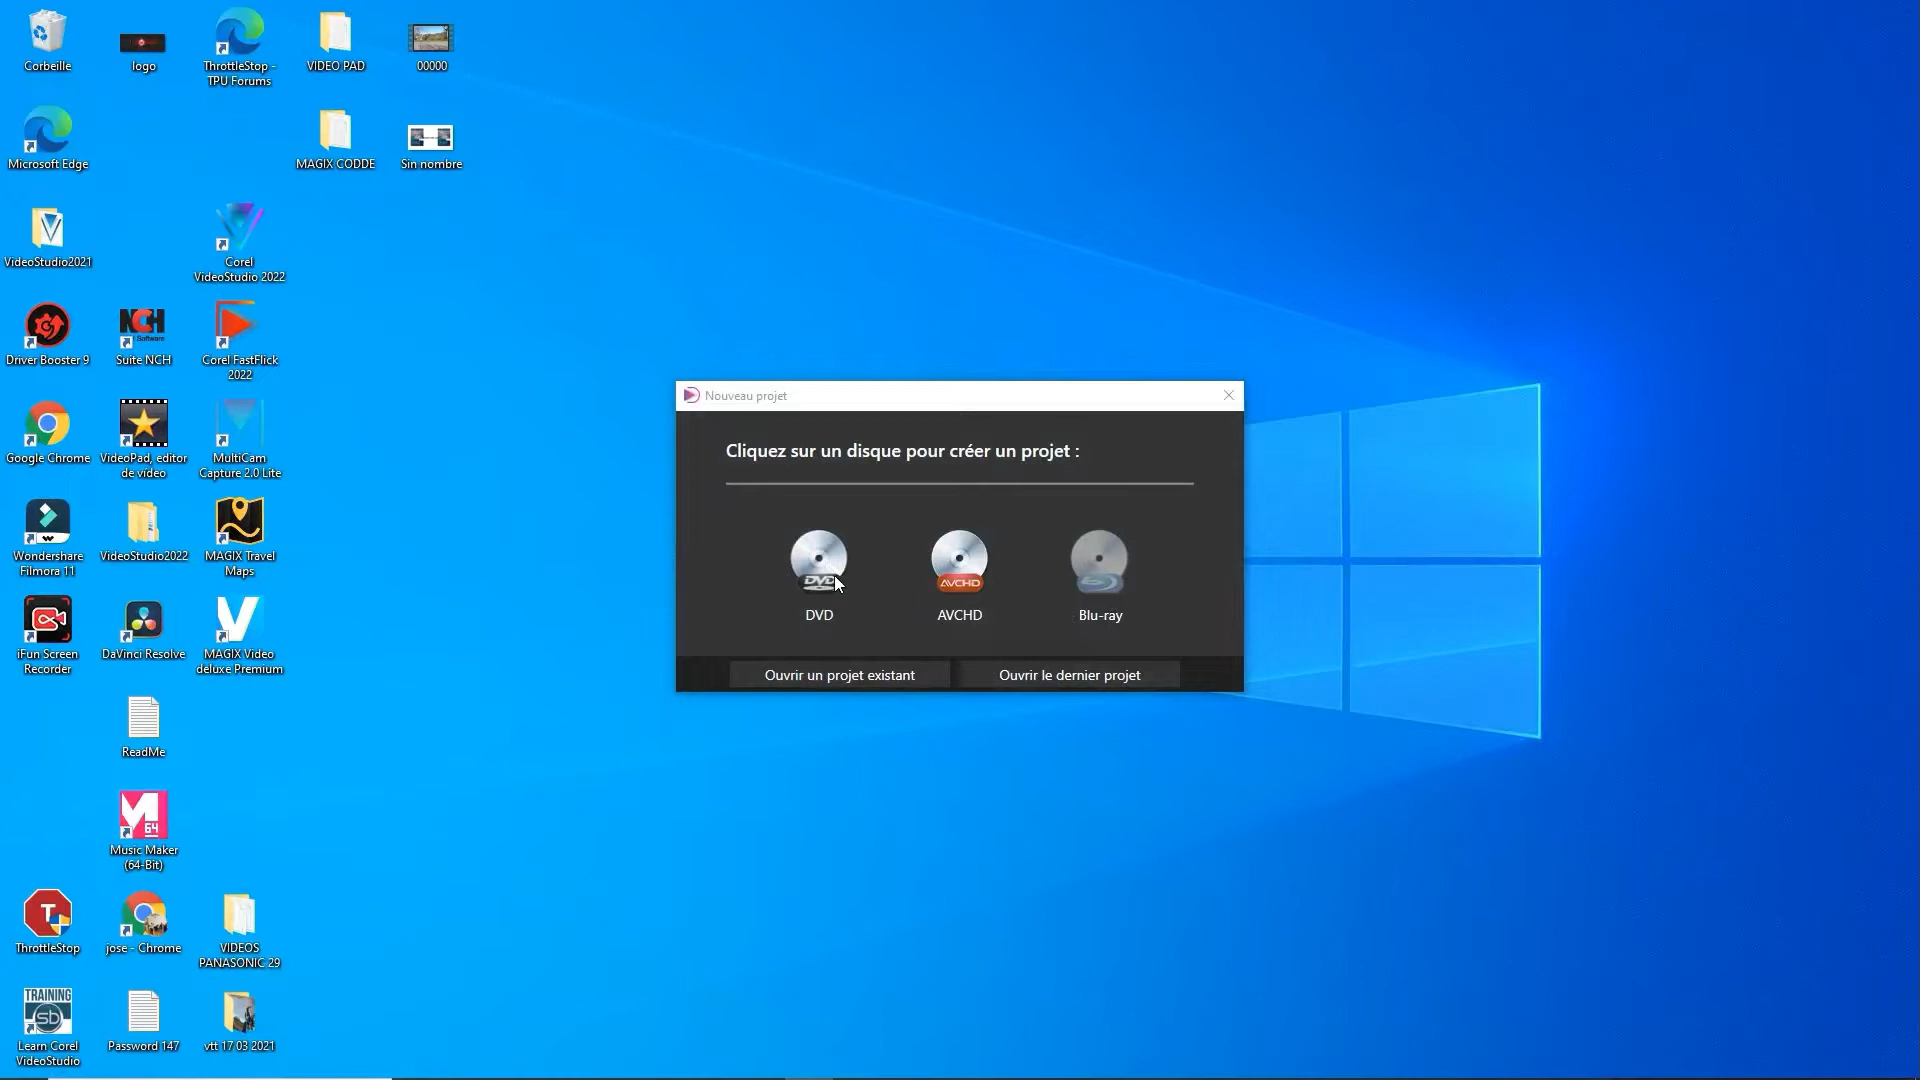 Corbeille
logo
ThrottleStop -
TPU Forums
VIDEO PAD
00000
Microsoft Edge
MAGIX CODDE
Sin nombre
VideoStudio2021
Corel
VideoStudio 2022
Driver Booster 9
NCH
Software
Suite NCH
Corel FastFlick
2022
Google Chrome
VideoPad, editor
de vídeo
MultiCam
Capture 2.0 Lite
Wondershare
Filmora 11
VideoStudio2022
MAGIX Travel
Maps
iFun Screen
Recorder
DaVinci Resolve
MAGIX Video
deluxe Premium
ReadMe
64
Music Maker
(64-Bit)
T
ThrottleStop
jose - Chrome
VIDEOS
PANASONIC 29
TRAINING
sb
Learn Corel
VideoStudio
Password 147
vtt 17 03 2021
Nouveau projet
Cliquez sur un disque pour créer un projet :
DVD
AVCHD
DVD
AVCHD
Blu-ray
Ouvrir un projet existant
Ouvrir le dernier projet